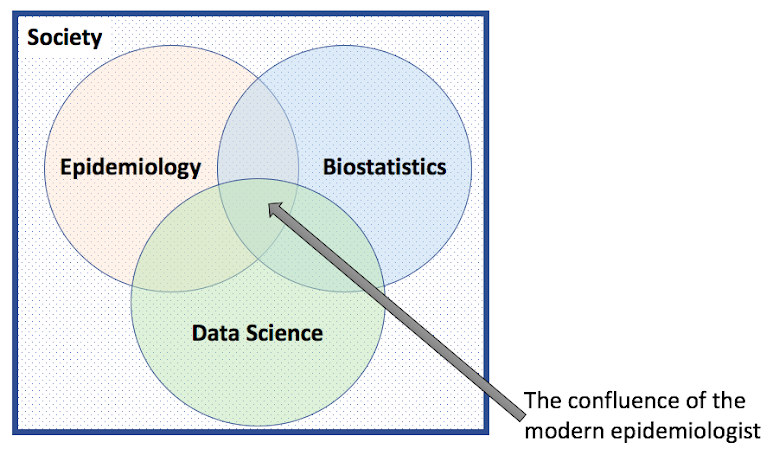 Society
Epidemiology
Biostatistics
Data Science
The confluence of the
modern epidemiologist